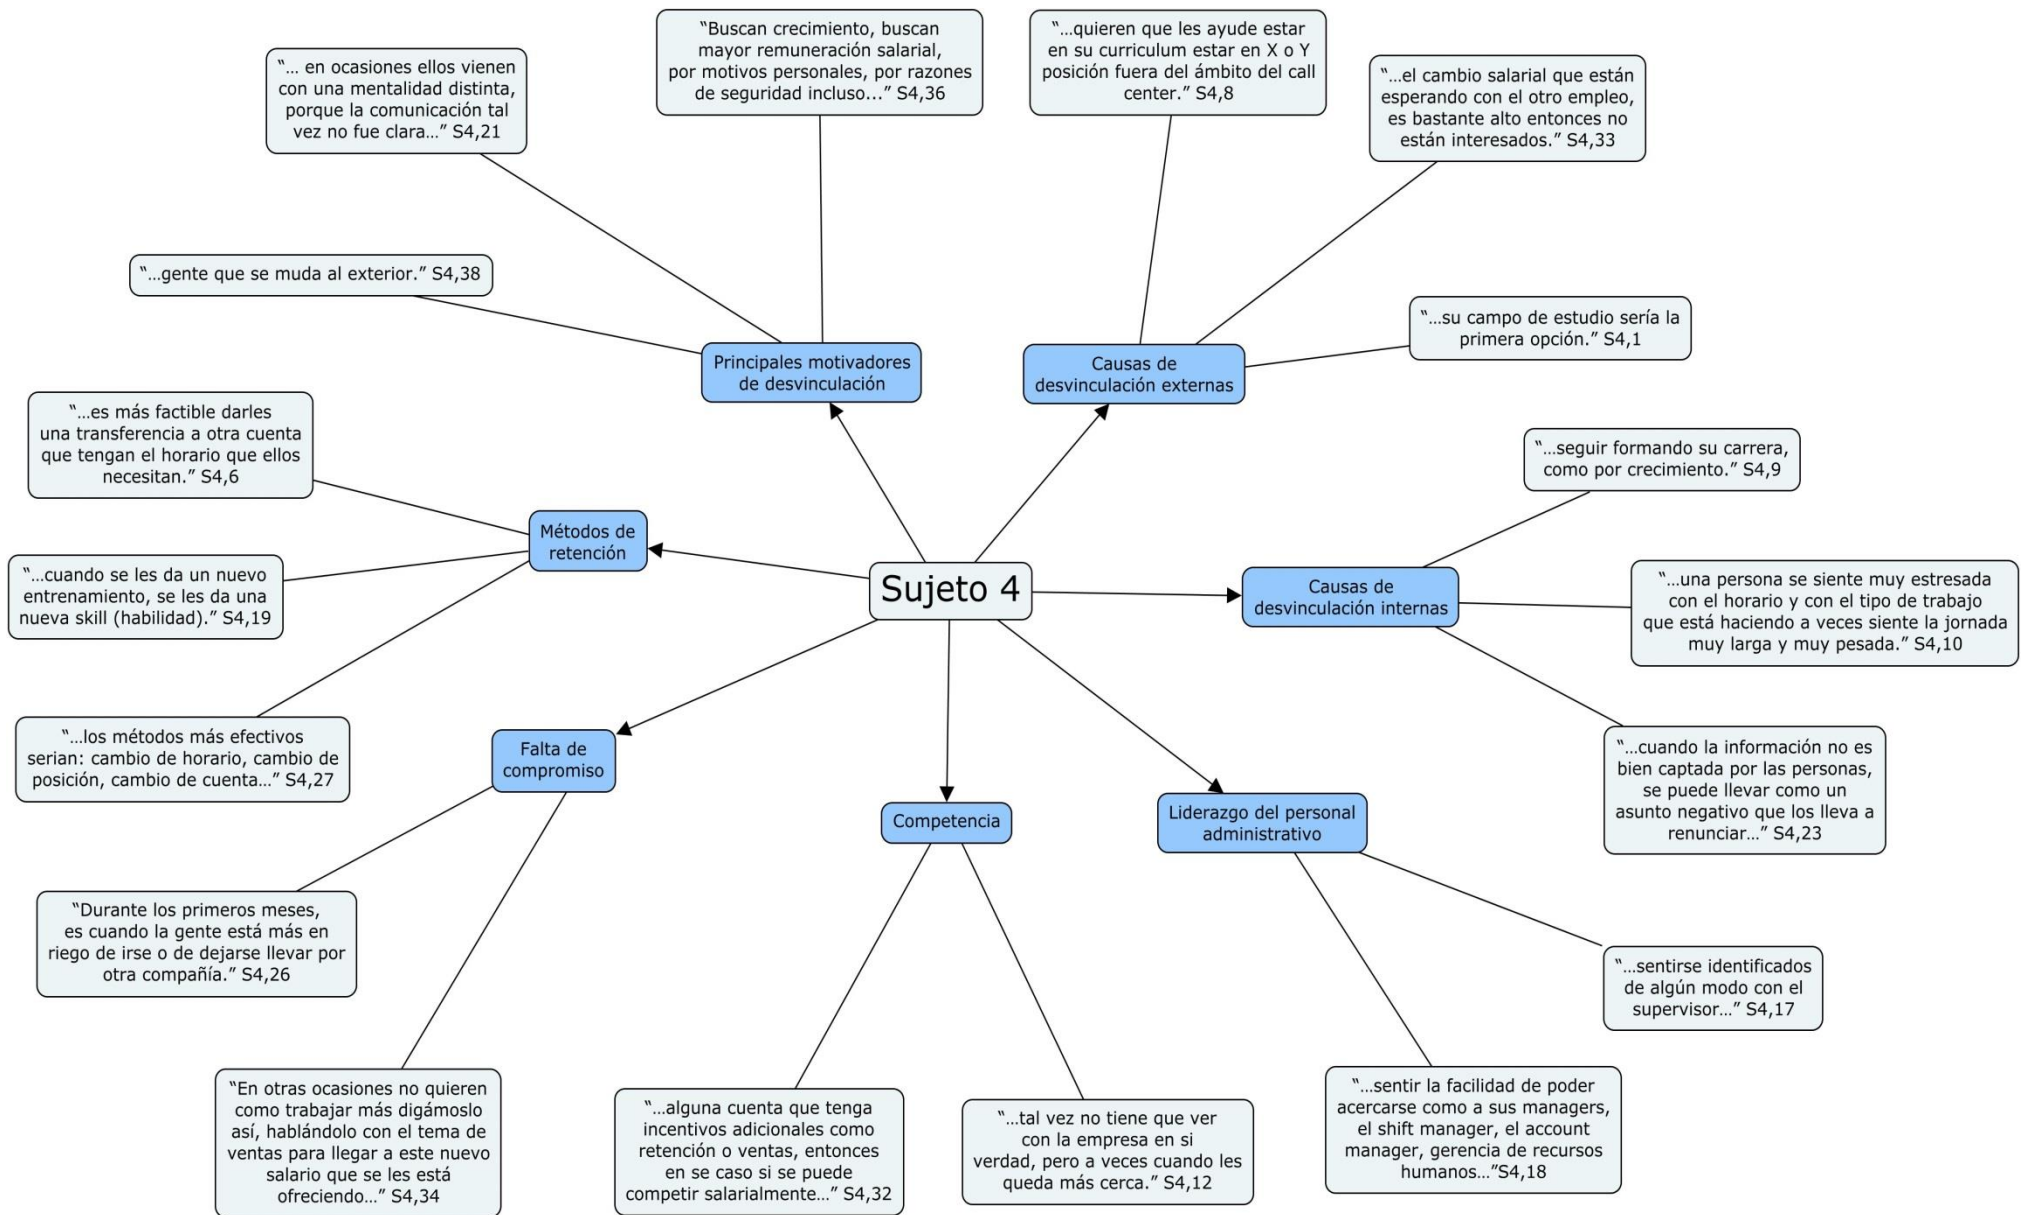 “Buscan crecimiento, buscan
mayor remuneración salarial,
por motivos personales, por razones
de seguridad incluso...” S4,36
“...quieren que les ayude estar
en su curriculum estar en X o Y
posición fuera del ámbito del call
center.” S4,8
“... en ocasiones ellos vienen
con una mentalidad distinta,
porque la comunicación tal
vez no fue clara...” S4,21
“...el cambio salarial que están
esperando con el otro empleo,
es bastante alto entonces no
están interesados.” S4,33
“...gente que se muda al exterior.” S4,38
“...su campo de estudio sería la
primera opción.” S4,1
Principales motivadores
de desvinculación
Causas de
desvinculación externas
“...es más factible darles
una transferencia a otra cuenta
que tengan el horario que ellos
necesitan.” S4,6
“...seguir formando su carrera,
como por crecimiento.” S4,9
Métodos de
retención
“...cuando se les da un nuevo
entrenamiento, se les da una
nueva skill (habilidad).” S4,19
Sujeto 4
Causas de
desvinculación internas
“...una persona se siente muy estresada
con el horario y con el tipo de trabajo
que está haciendo a veces siente la jornada
muy larga y muy pesada.” S4,10
“...los métodos más efectivos
serian: cambio de horario, cambio de
posición, cambio de cuenta...” S4,27
Falta de
compromiso
“...cuando la información no es
bien captada por las personas,
se puede llevar como un
asunto negativo que los lleva a
renunciar...” S4,23
Competencia
Liderazgo del personal
administrativo
“Durante los primeros meses,
es cuando la gente está más en
riego de irse o de dejarse llevar por
otra compañía.” S4,26
“...sentirse identificados
de algún modo con el
supervisor...” S4,17
“En otras ocasiones no quieren
como trabajar más digámoslo
así, hablándolo con el tema de
ventas para llegar a este nuevo
salario que se les está
ofreciendo...” S4,34
“...alguna cuenta que tenga
incentivos adicionales como
retención o ventas, entonces
en se caso si se puede
competir salarialmente...” S4,32
“...tal vez no tiene que ver
con la empresa en si
verdad, pero a veces cuando les
queda más cerca.” S4,12
“...sentir la facilidad de poder
acercarse como a sus managers,
el shift manager, el account
manager, gerencia de recursos
humanos...”S4,18